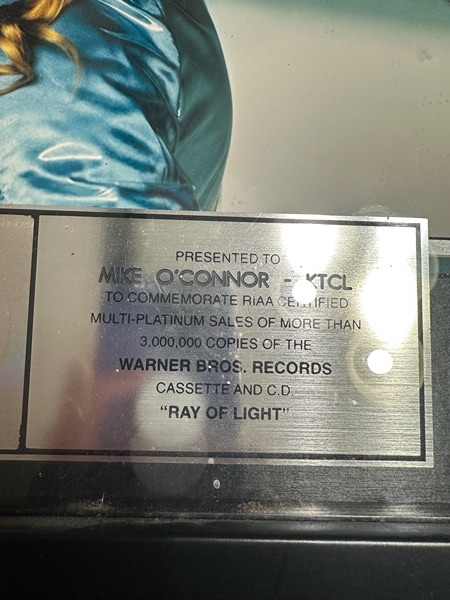 PRESENTED TO
MIKE O'CONNOR - KTCL
TO COMMEMORATE RIAA CERTIFIED
MULTI-PLATINUM SALES OF MORE THAN
3,000,000 COPIES OF THE
WARNER BROS. RECORDS
CASSETTE AND C.D.
"RAY OF LIGHT"